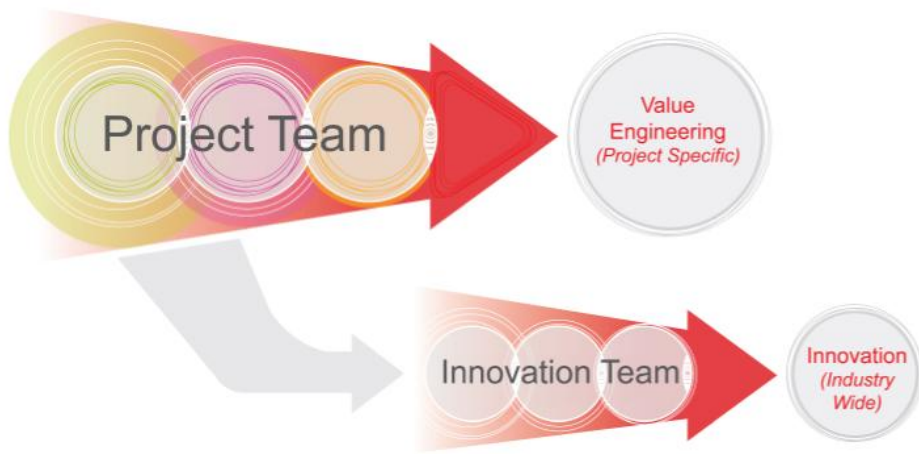 Project Team
Value
Engineering
(Project Specific)
Innovation Team
Innovation
(Industry
Wide)